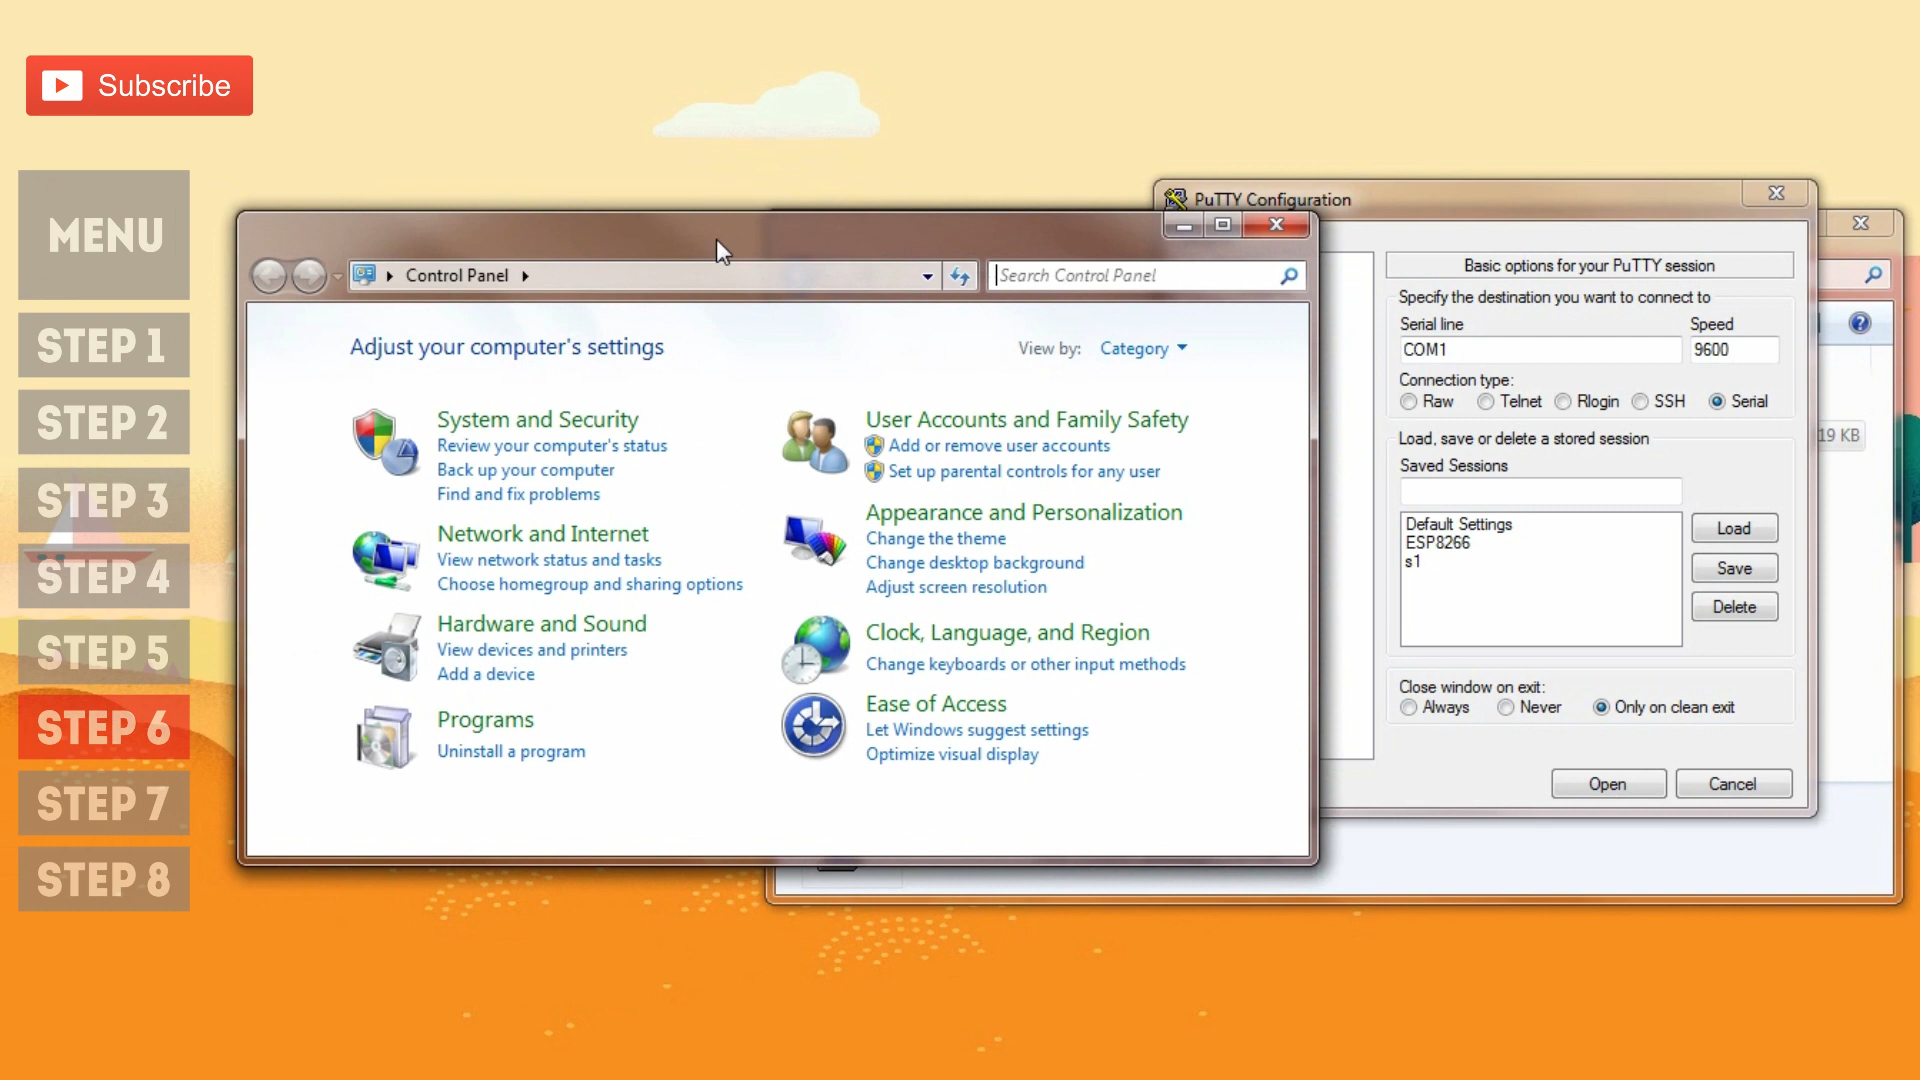 Subscribe
MENU
STEP 1
STEP 2
STEP 3
STEP 4
STEP 5
STEP 6
STEP 7
STEP 8
Control Panel
Search Control Panel
Adjust your computer's settings
View by: Category
System and Security
Review your computer's status
Back up your computer
Find and fix problems
Network and Internet
View network status and tasks
Choose homegroup and sharing options
Hardware and Sound
View devices and printers
Add a device
Programs
Uninstall a program
User Accounts and Family Safety
Add or remove user accounts
Set up parental controls for any user
Appearance and Personalization
Change the theme
Change desktop background
Adjust screen resolution
Clock, Language, and Region
Change keyboards or other input methods
Ease of Access
Let Windows suggest settings
Optimize visual display
PuTTY Configuration
Basic options for your PuTTY session
Specify the destination you want to connect to
Serial line Speed
COM1 9600
Connection type:
Raw Telnet Rlogin SSH Serial
Load, save or delete a stored session
Saved Sessions
Default Settings
ESP8266
s1
Load
Save
Delete
Close window on exit:
Always Never Only on clean exit
Open Cancel
19 KB